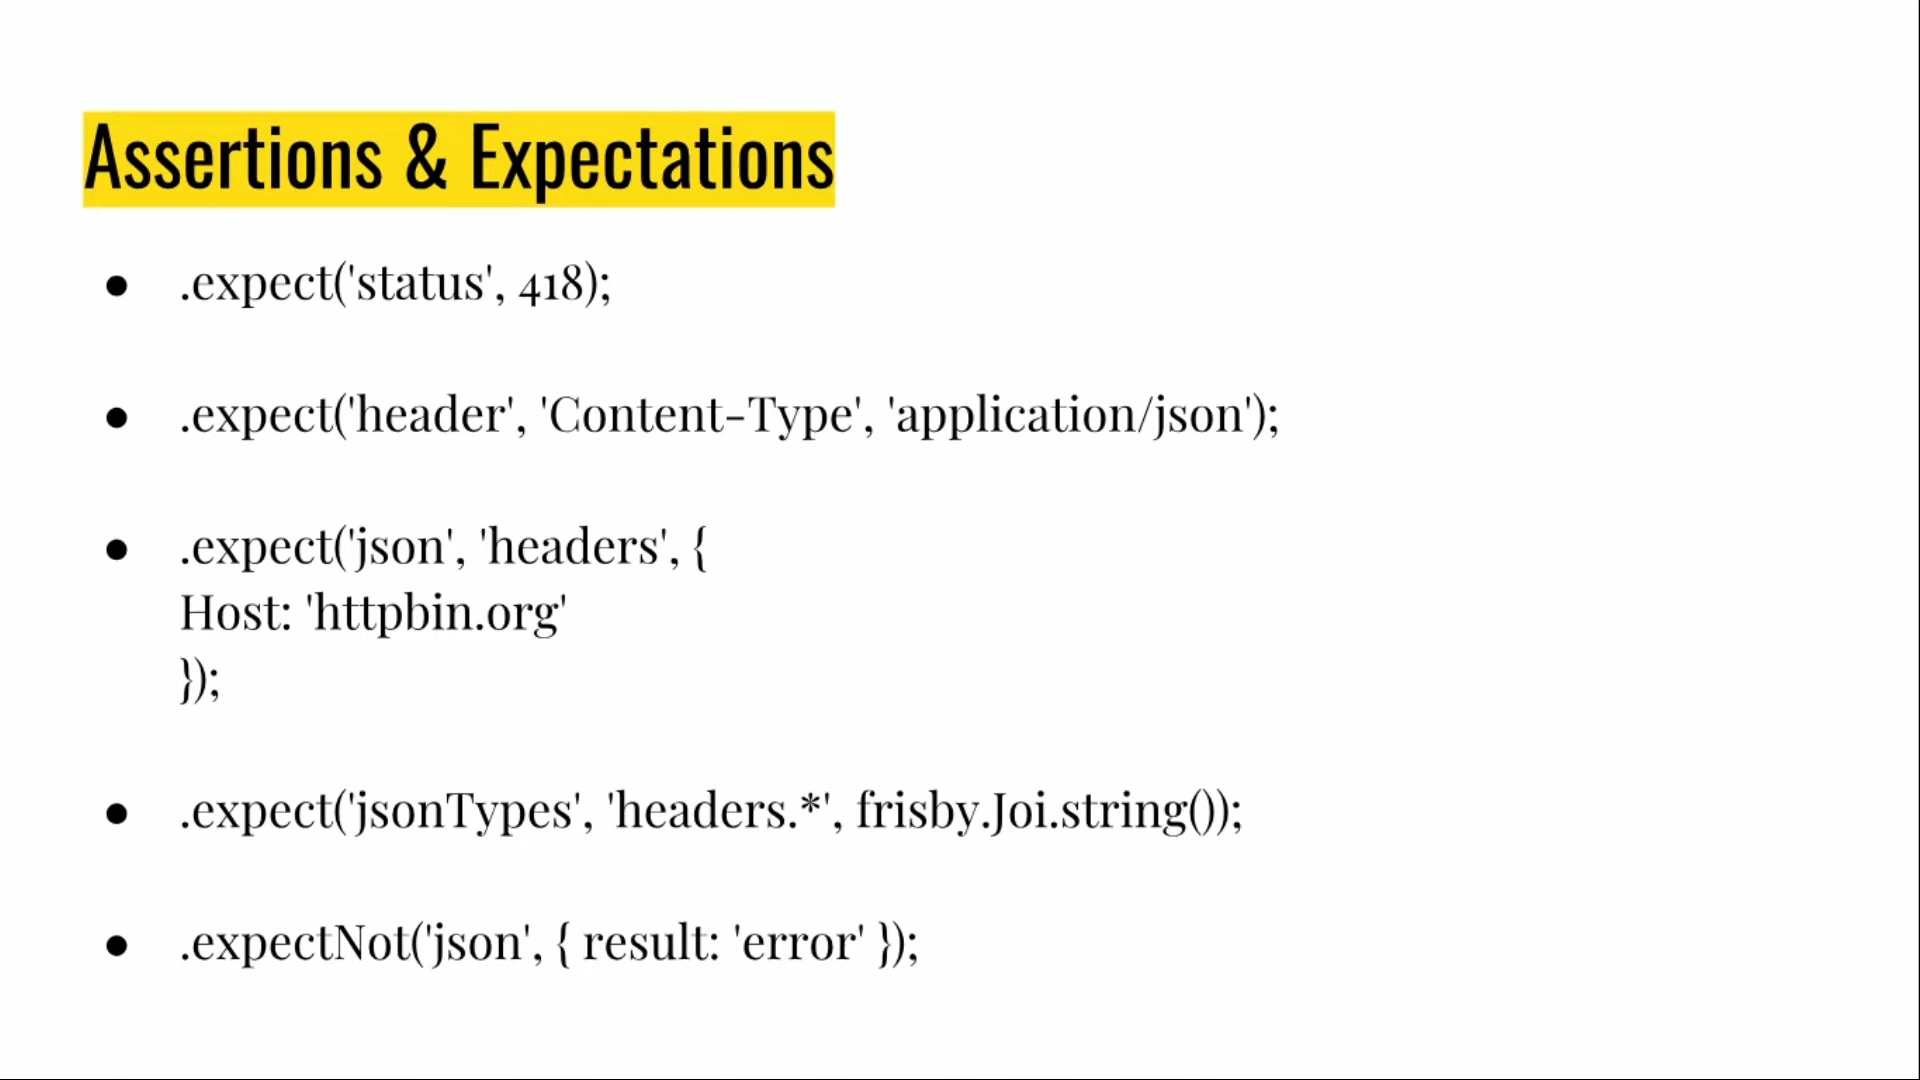 Assertions & Expectations
● .expect('status', 418);
● .expect('header', 'Content-Type', 'application/json');
● .expect('json', 'headers', {
Host: 'httpbin.org'
});
● .expect('jsonTypes', 'headers.*', frisby.Joi.string());
● .expectNot('json', { result: 'error' });